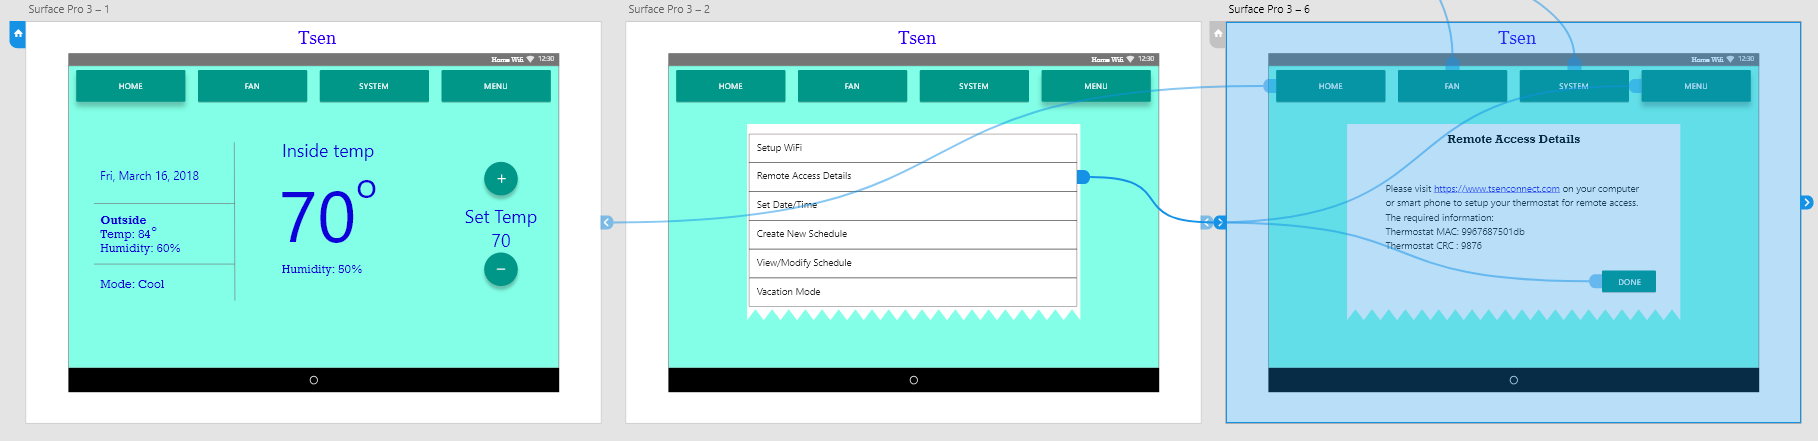 Surface Pro 3 – 1
Tsen
Home Wifi 12:30
HOME FAN SYSTEM MENU
Fri, March 16, 2018
Outside
Temp: 84°
Humidity: 60%
Mode: Cool
Inside temp
70°
Humidity: 50%
+
Set Temp
70
−
Surface Pro 3 – 2
Tsen
Home Wifi 12:30
HOME FAN SYSTEM MENU
Setup WiFi
Remote Access Details
Set Date/Time
Create New Schedule
View/Modify Schedule
Vacation Mode
Surface Pro 3 – 6
Tsen
Home Wifi 12:30
HOME FAN SYSTEM MENU
Remote Access Details
Please visit https://www.tsenconnect.com on your computer
or smart phone to setup your thermostat for remote access.
The required information:
Thermostat MAC: 9967687501db
Thermostat CRC : 9876
DONE